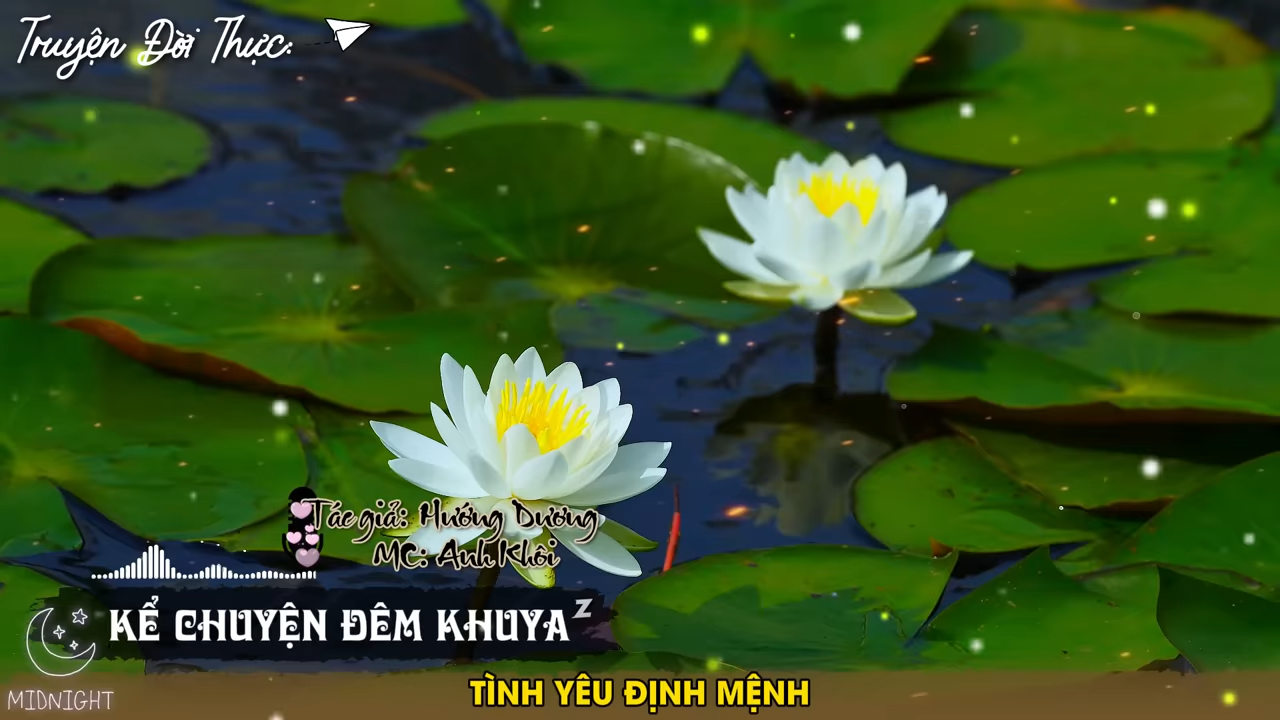 Truyện Đời Thực
Tác giả: Hướng Dương
MC: Anh Khôi
KỂ CHUYỆN ĐÊM KHUYA Z
MIDNIGHT
TÌNH YÊU ĐỊNH MỆNH